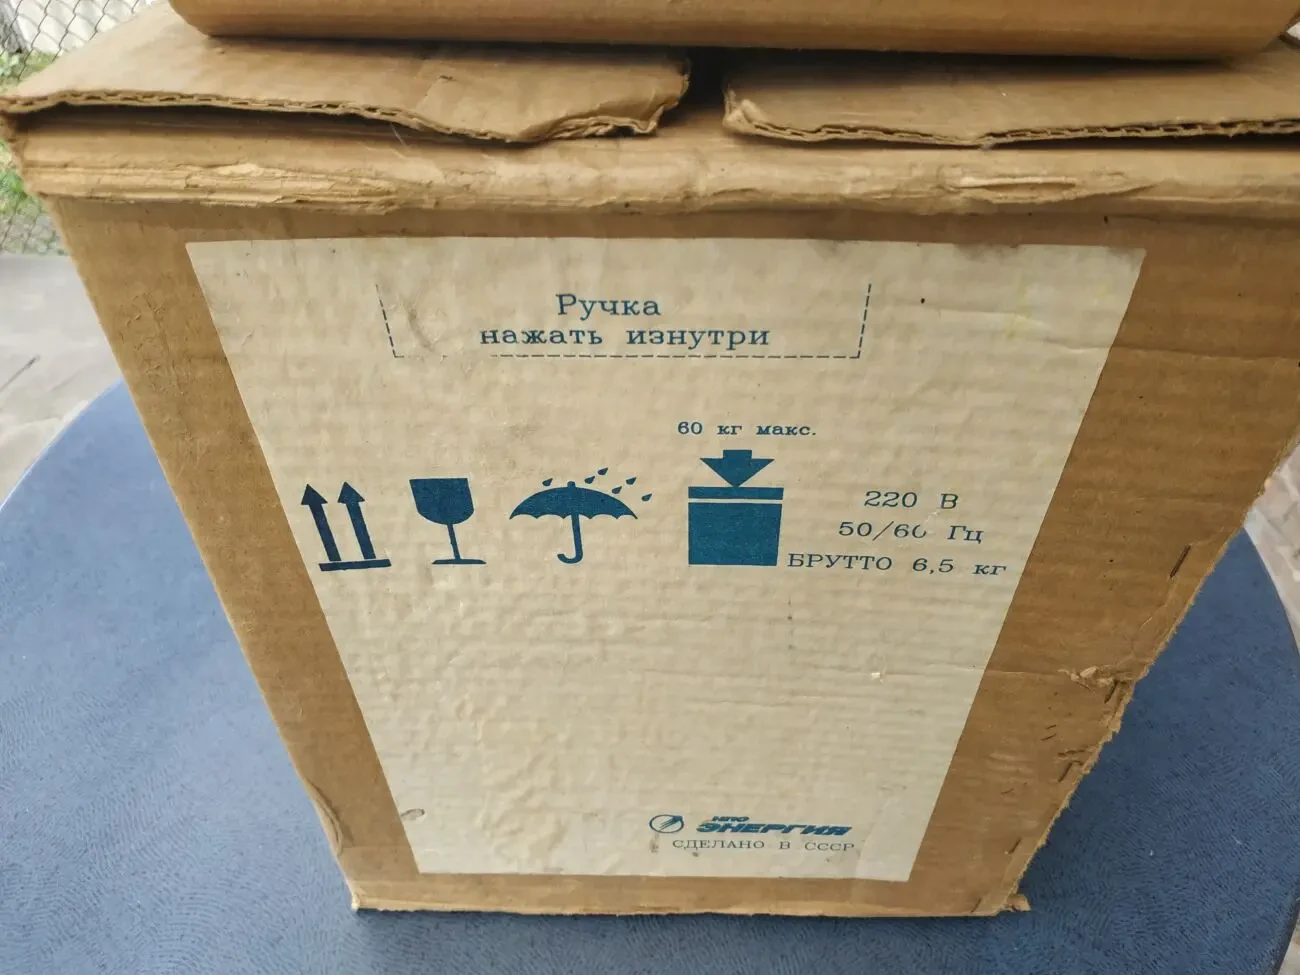 Ручка
нажать изнутри
60 кг макс.
220 В
50/60 Гц
БРУТТО 6,5 кг
НПО
ЭНЕРГИЯ
СДЕЛАНО В СССР